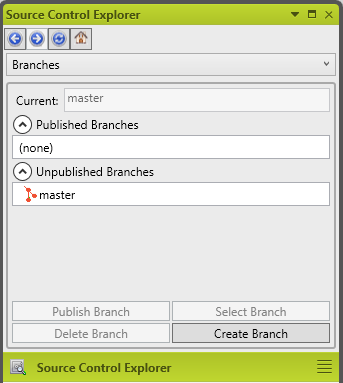 Source Control Explorer
Branches
Current: master
Published Branches
(none)
Unpublished Branches
master
Publish Branch Select Branch
Delete Branch Create Branch
Source Control Explorer